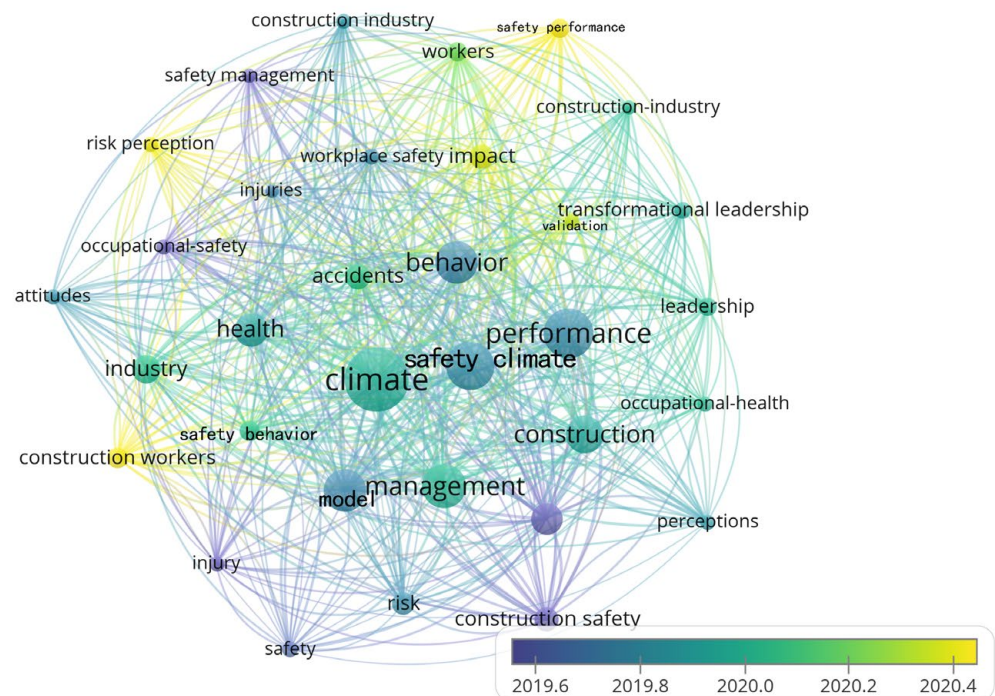 construction industry
safety performance
workers
safety management
construction-industry
risk perception
workplace safety
impact
injuries
transformational leadership
validation
occupational-safety
behavior
accidents
attitudes
leadership
health
performance
safety climate
industry
climate
occupational-health
safety behavior
construction
construction workers
management
model
perceptions
injury
risk
construction safety
safety
2019.6
2019.8
2020.0
2020.2
2020.4